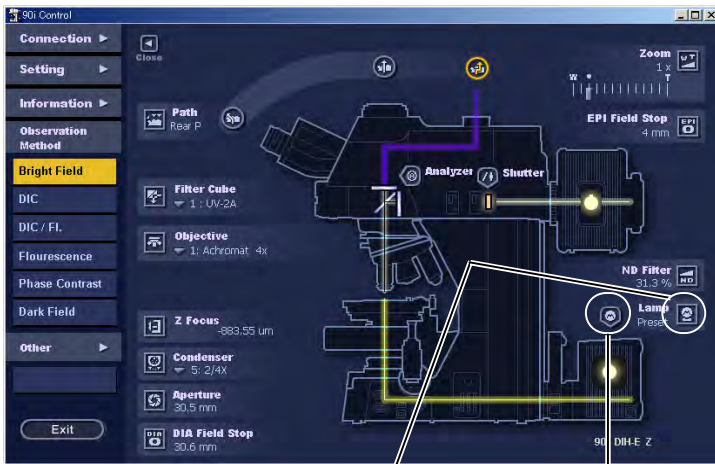 90i Control
Connection
Setting
Information
Observation
Method
Bright Field
DIC
DIC / Fl.
Flourescence
Phase Contrast
Dark Field
Other
Exit
Close
Path
Rear P
Filter Cube
1 : UV-2A
Objective
1: Achromat 4x
Z Focus
-883.55 um
Condenser
5: 2/4X
Aperture
30.5 mm
DIA Field Stop
30.6 mm
DIA
Analyzer
Shutter
Zoom
1 x
W T
W T
EPI Field Stop
4 mm
EPI
ND Filter
31.3 %
ND
Lamp
Preset
DIH-E Z